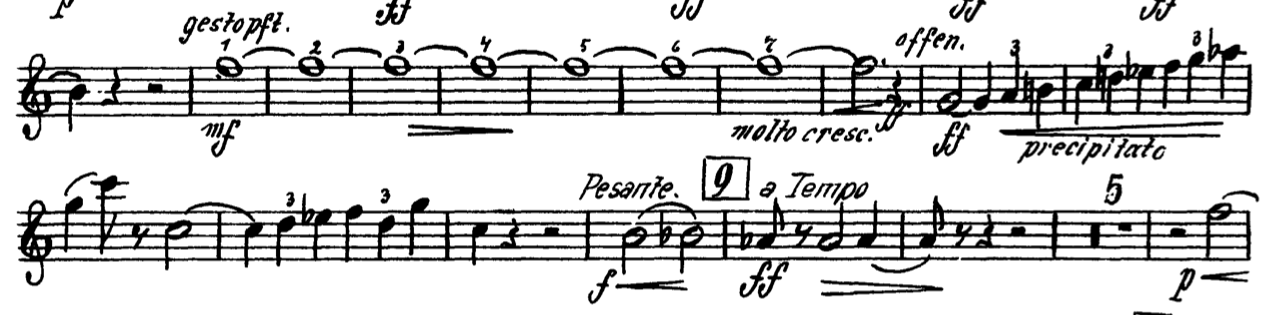 p ff ff ff ff
gestopft. offen.
1 2 3 4 5 6 7 3 3 3
mf molto cresc. ff ff precipitato
Pesante. 9 a Tempo
3 3 5
f ff p